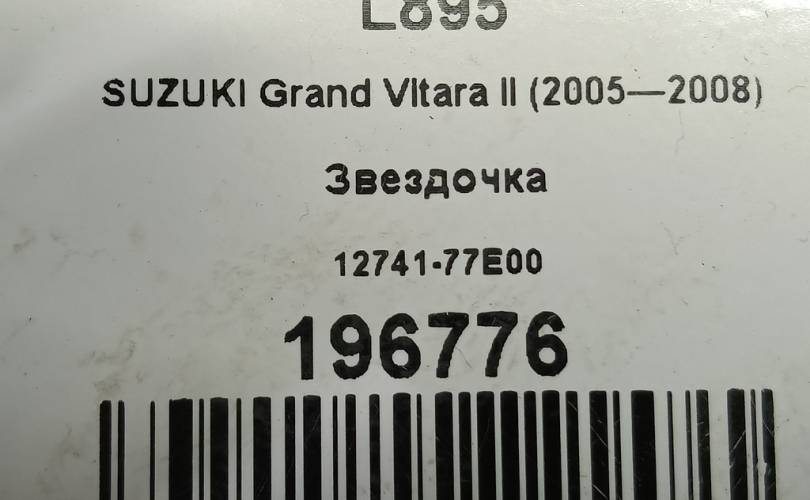 L895
SUZUKI Grand Vitara II (2005—2008)
Звездочка
12741-77E00
196776